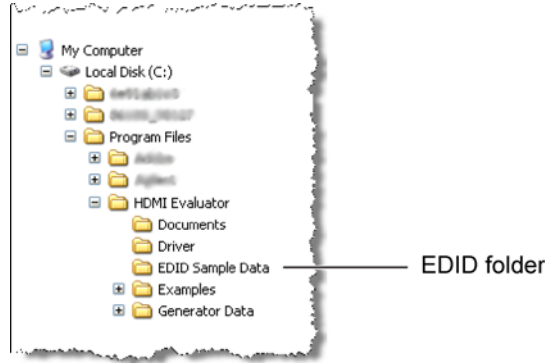 My Computer
Local Disk (C:)
Program Files
HDMI Evaluator
Documents
Driver
EDID Sample Data
EDID folder
Examples
Generator Data